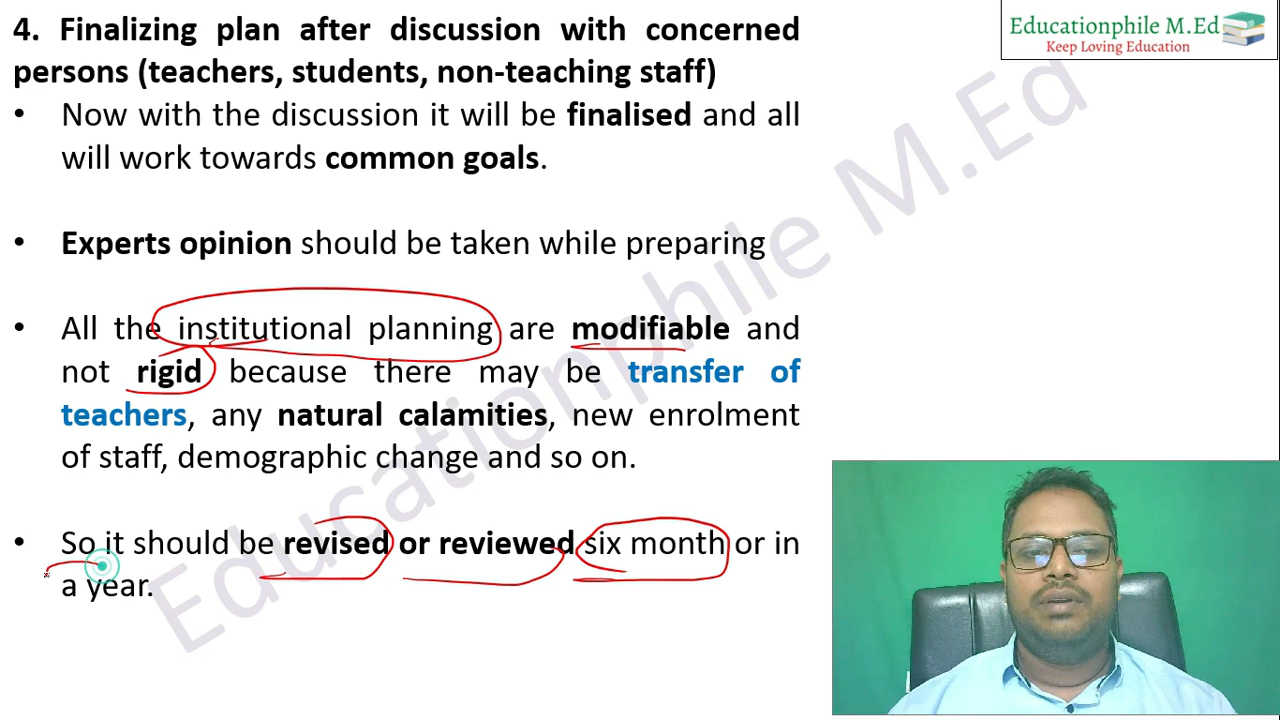 4. Finalizing plan after discussion with concerned
persons (teachers, students, non-teaching staff)
• Now with the discussion it will be finalised and all
will work towards common goals.
• Experts opinion should be taken while preparing
• All the institutional planning are modifiable and
not rigid because there may be transfer of
teachers, any natural calamities, new enrolment
of staff, demographic change and so on.
• So it should be revised or reviewed six month or in
a year.
Educationphile M.Ed
Keep Loving Education
Educationphile M.Ed